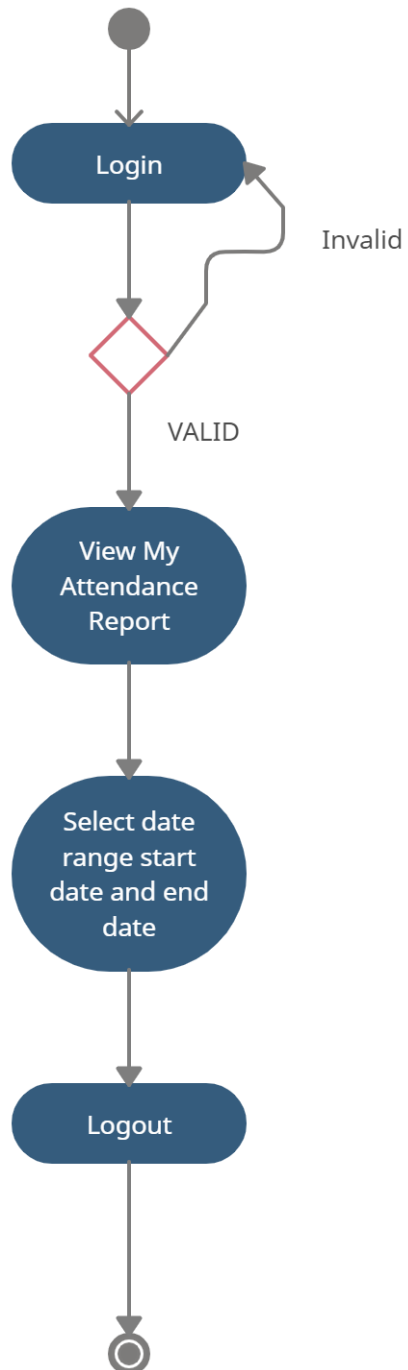 Login
Invalid
VALID
View My
Attendance
Report
Select date
range start
date and end
date
Logout